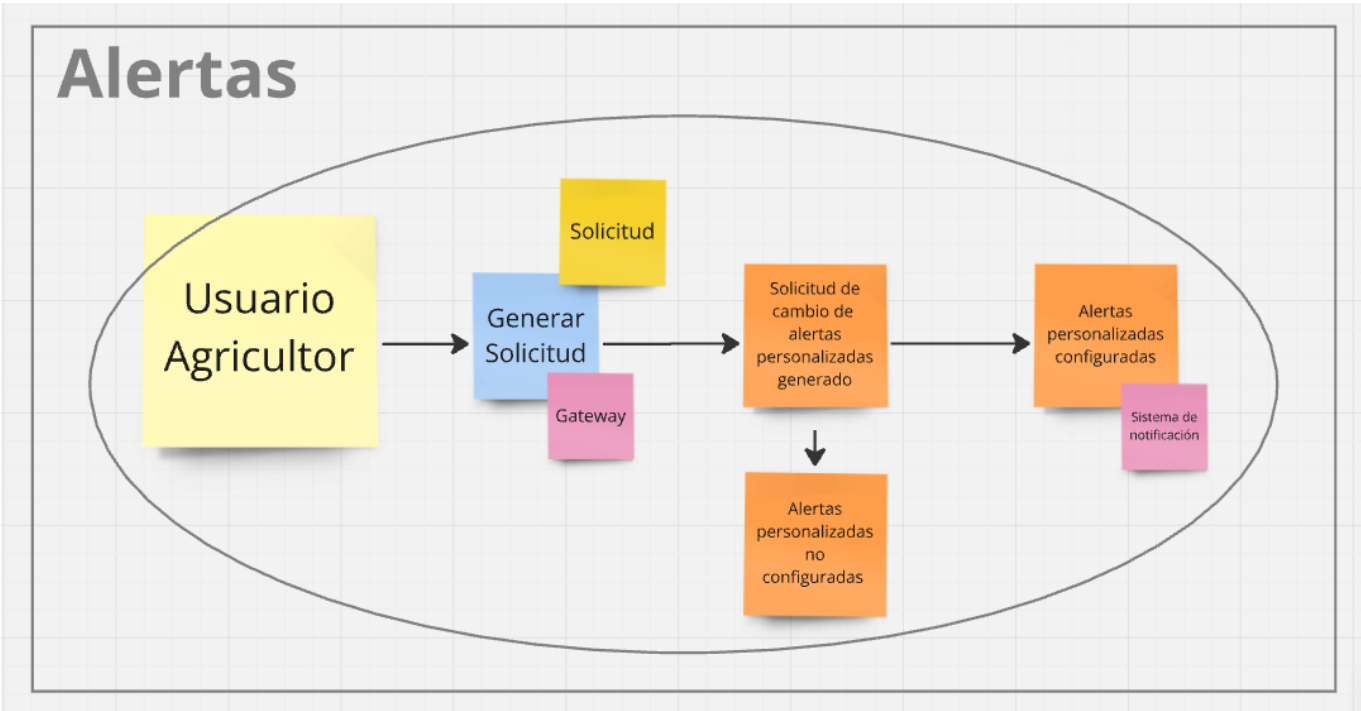 Alertas
Usuario
Agricultor
Solicitud
Generar
Solicitud
Gateway
Solicitud de
cambio de
alertas
personalizadas
generado
Alertas
personalizadas
configuradas
Sistema de
notificación
Alertas
personalizadas
no
configuradas